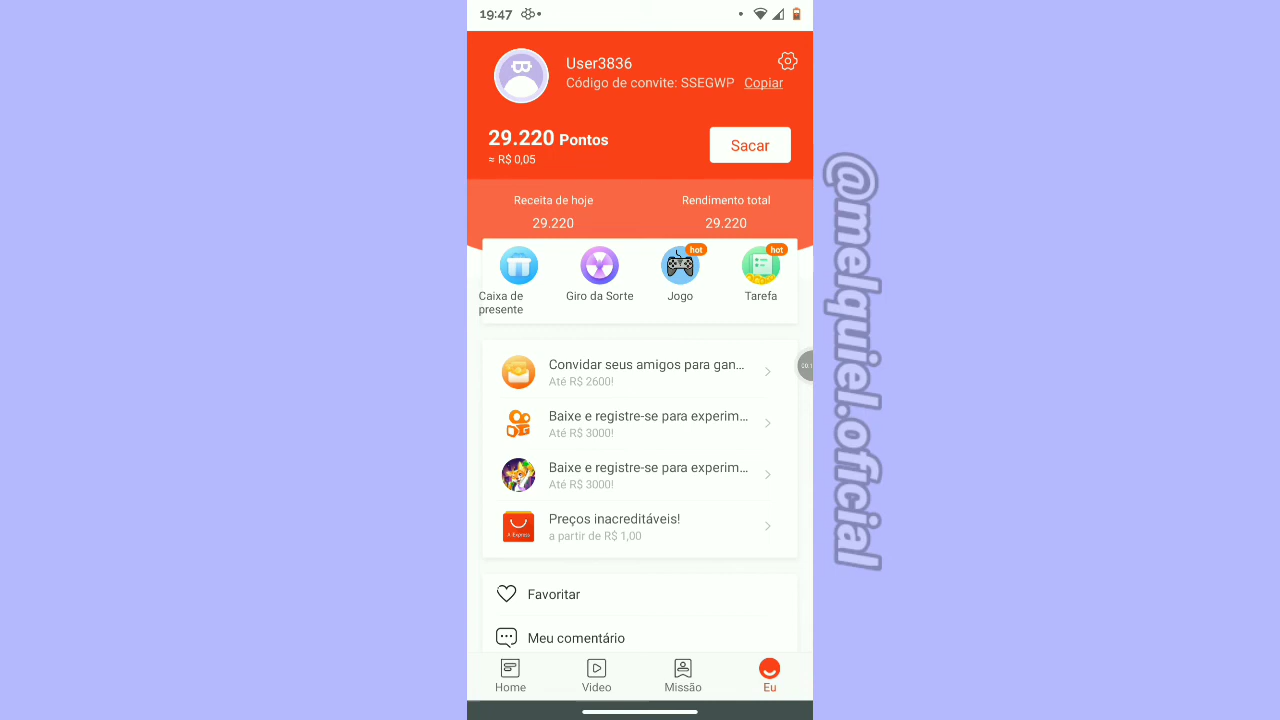 19:47
User3836
Código de convite: SSEGWP Copiar
29.220 Pontos
≈ R$ 0,05
Sacar
Receita de hoje
29.220
Rendimento total
29.220
Caixa de
presente
Giro da Sorte
hot
Jogo
hot
Tarefa
Convidar seus amigos para gan...
Até R$ 2600!
Baixe e registre-se para experim...
Até R$ 3000!
Baixe e registre-se para experim...
Até R$ 3000!
Preços inacreditáveis!
a partir de R$ 1,00
Favoritar
Meu comentário
Home
Video
Missão
Eu
@melquiel.oficial